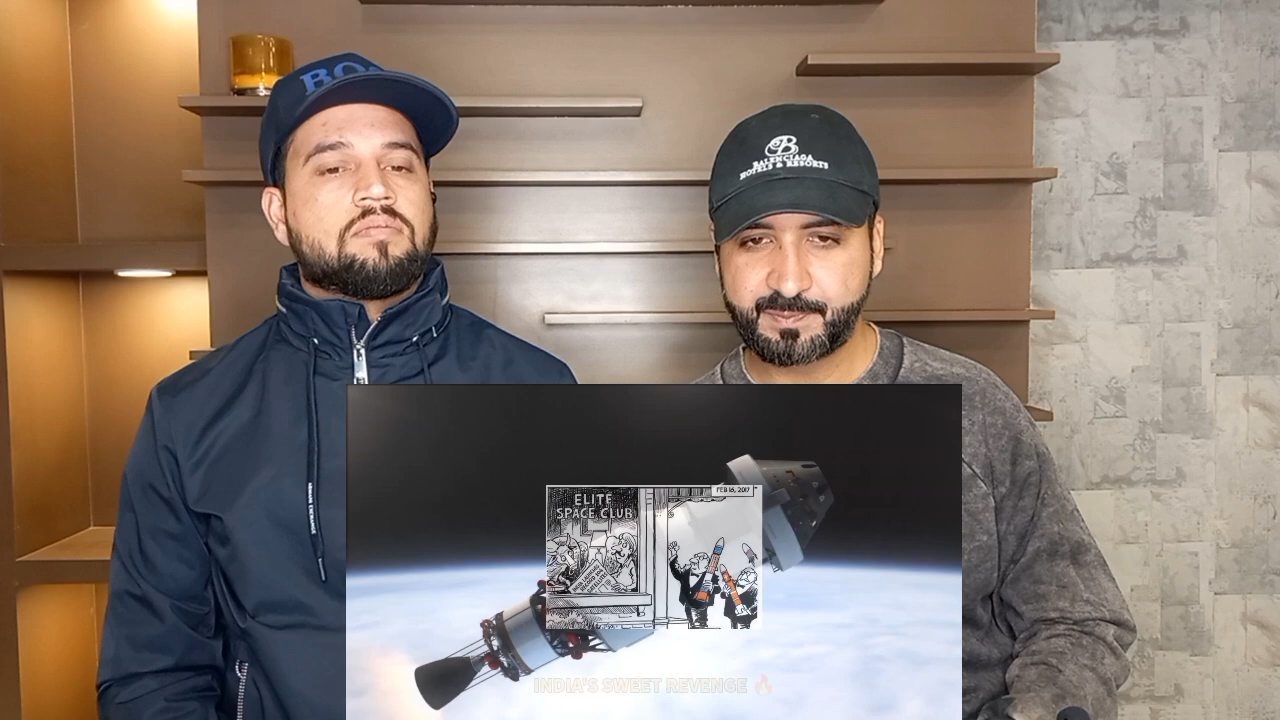 BO
BALENCIAGA
HOTELS & RESORTS
FEB 16, 2017
ELITE
SPACE CLUB
INDIA'S SWEET REVENGE 🔥